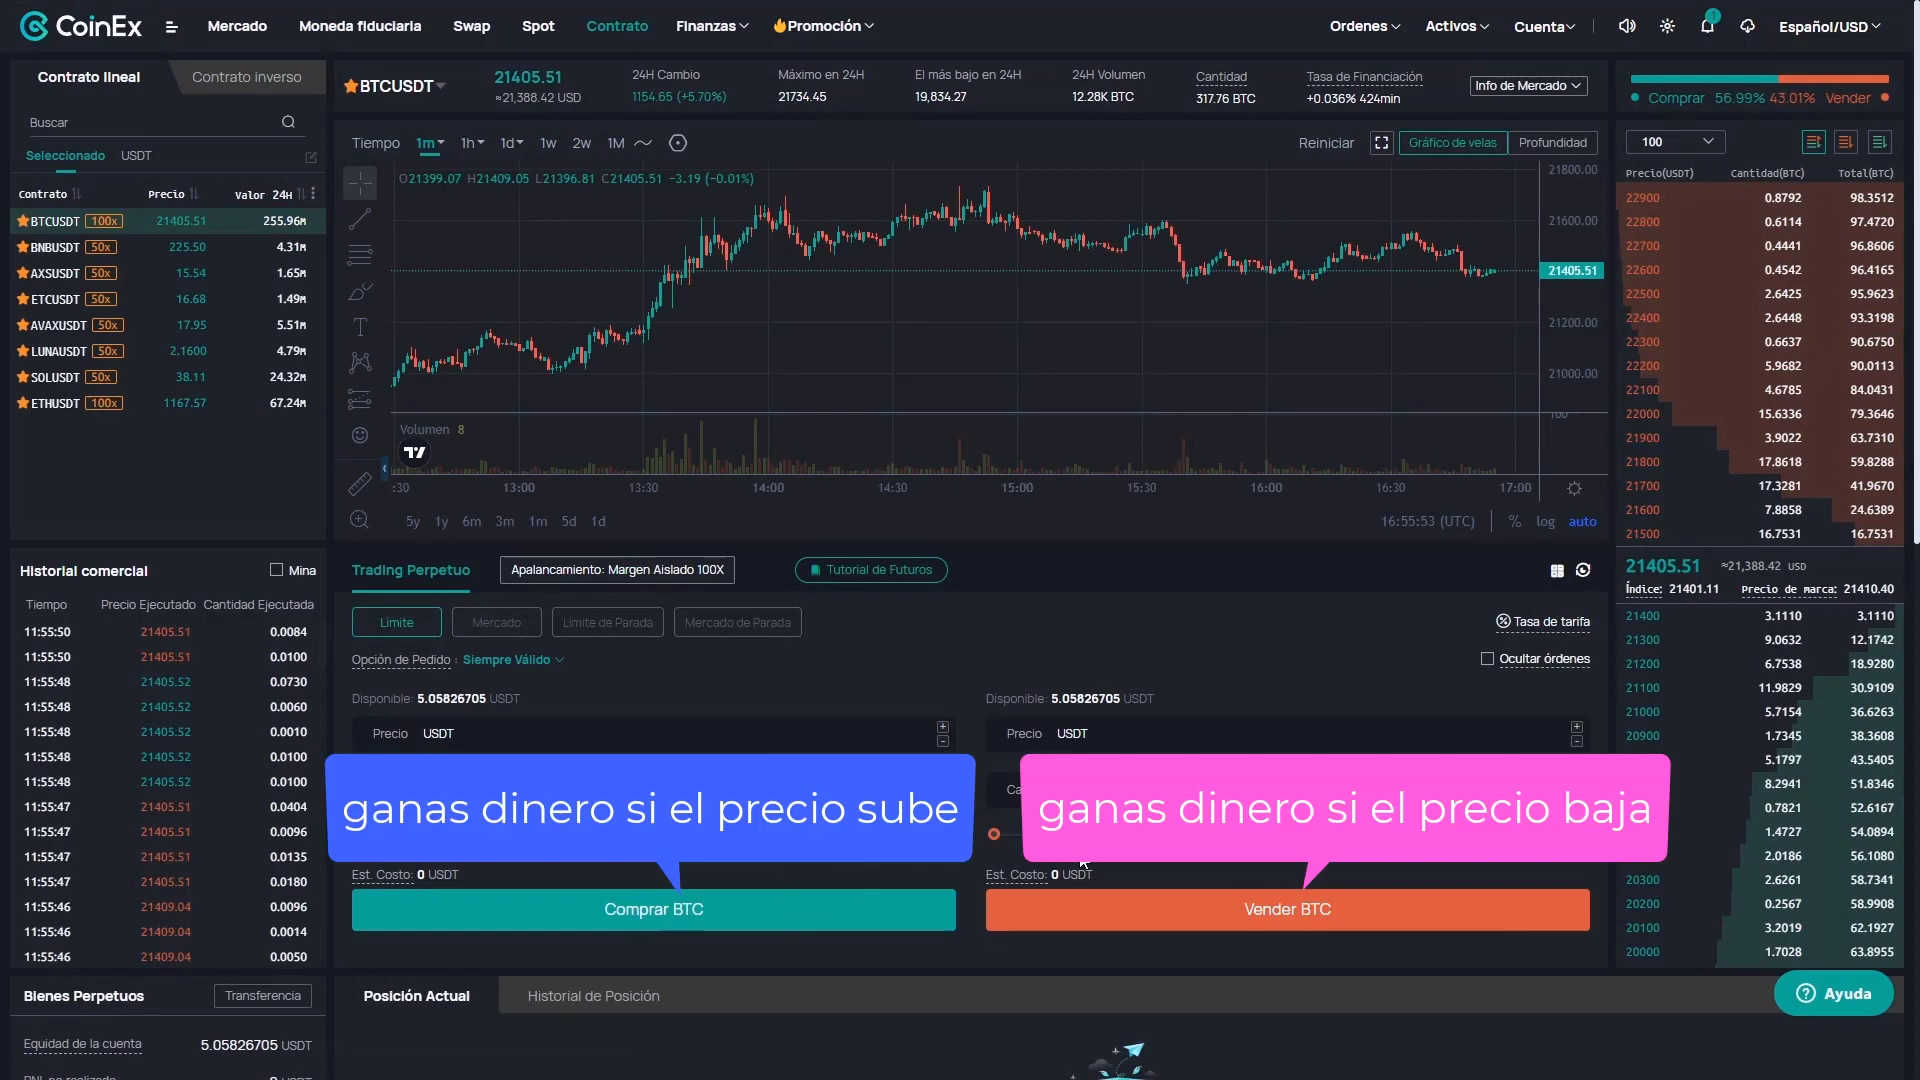 CoinEx
Mercado
Moneda fiduciaria
Swap
Spot
Contrato
Finanzas
Promoción
Ordenes
Activos
Cuenta
1
Español/USD
Contrato lineal
Contrato inverso
Buscar
Seleccionado USDT
Contrato Precio Valor 24H
BTCUSDT 100x 21405.51 255.96M
BNBUSDT 50x 225.50 4.31M
AXSUSDT 50x 15.54 1.65M
ETCUSDT 50x 16.68 1.49M
AVAXUSDT 50x 17.95 5.51M
LUNAUSDT 50x 2.1600 4.79M
SOLUSDT 50x 38.11 24.32M
ETHUSDT 100x 1167.57 67.24M
BTCUSDT
21405.51
≈21,388.42 USD
24H Cambio
1154.65 (+5.70%)
Máximo en 24H
21734.45
El más bajo en 24H
19,834.27
24H Volumen
12.28K BTC
Cantidad
317.76 BTC
Tasa de Financiación
+0.036% 424min
Info de Mercado
Tiempo 1m 1h 1d 1w 2w 1M
Reiniciar
Gráfico de velas
Profundidad
O21399.07 H21409.05 L21396.81 C21405.51 −3.19 (−0.01%)
21800.00
21600.00
21405.51
21200.00
21000.00
Volumen 8
100
:30 13:00 13:30 14:00 14:30 15:00 15:30 16:00 16:30 17:00
5y 1y 6m 3m 1m 5d 1d
16:55:53 (UTC) % log auto
Comprar 56.99% 43.01% Vender
100
Precio(USDT) Cantidad(BTC) Total(BTC)
22900 0.8792 98.3512
22800 0.6114 97.4720
22700 0.4441 96.8606
22600 0.4542 96.4165
22500 2.6425 95.9623
22400 2.6448 93.3198
22300 0.6637 90.6750
22200 5.9682 90.0113
22100 4.6785 84.0431
22000 15.6336 79.3646
21900 3.9022 63.7310
21800 17.8618 59.8288
21700 17.3281 41.9670
21600 7.8858 24.6389
21500 16.7531 16.7531
21405.51 ≈21,388.42 USD
Índice: 21401.11 Precio de marca: 21410.40
21400 3.1110 3.1110
21300 9.0632 12.1742
21200 6.7538 18.9280
21100 11.9829 30.9109
21000 5.7154 36.6263
20900 1.7345 38.3608
5.1797 43.5405
8.2941 51.8346
0.7821 52.6167
1.4727 54.0894
2.0186 56.1080
20300 2.6261 58.7341
20200 0.2567 58.9908
20100 3.2019 62.1927
20000 1.7028 63.8955
Historial comercial
Mina
Tiempo Precio Ejecutado Cantidad Ejecutada
11:55:50 21405.51 0.0084
11:55:50 21405.51 0.0100
11:55:48 21405.52 0.0730
11:55:48 21405.52 0.0060
11:55:48 21405.52 0.0010
11:55:48 21405.52 0.0100
11:55:48 21405.52 0.0100
11:55:47 21405.51 0.0404
11:55:47 21405.51 0.0096
11:55:47 21405.51 0.0135
11:55:47 21405.51 0.0180
11:55:46 21409.04 0.0096
11:55:46 21409.04 0.0014
11:55:46 21409.04 0.0050
Trading Perpetuo
Apalancamiento: Margen Aislado 100X
Tutorial de Futuros
Limite
Mercado
Limite de Parada
Mercado de Parada
Tasa de tarifa
Opción de Pedido : Siempre Válido
Ocultar órdenes
Disponible: 5.05826705 USDT
Precio USDT
ganas dinero si el precio sube
Est. Costo: 0 USDT
Comprar BTC
Disponible: 5.05826705 USDT
Precio USDT
Ca
ganas dinero si el precio baja
Est. Costo: 0 USDT
Vender BTC
Bienes Perpetuos
Transferencia
Equidad de la cuenta 5.05826705 USDT
Posición Actual
Historial de Posición
Ayuda